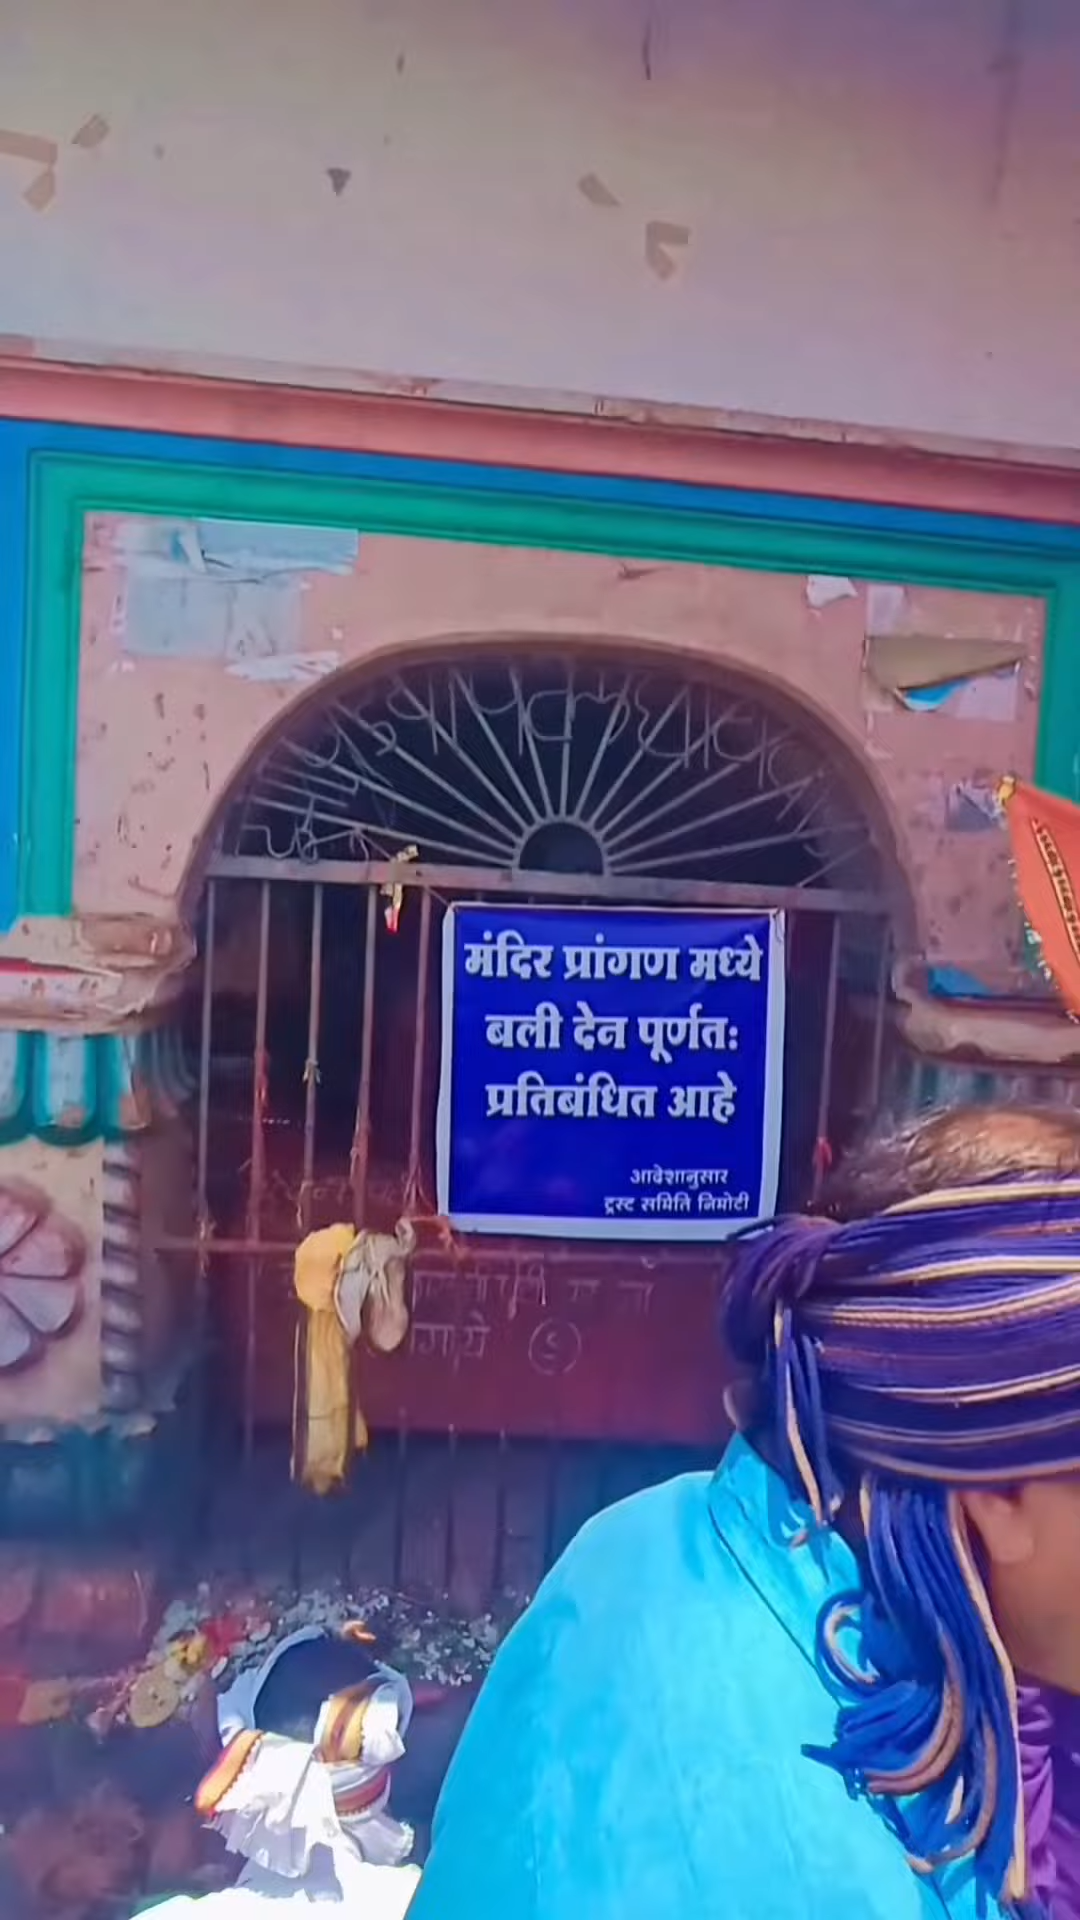 मंदिर प्रांगण मध्ये
बली देन पूर्णतः
प्रतिबंधित आहे
आदेशानुसार
ट्रस्ट समिति निमोटी